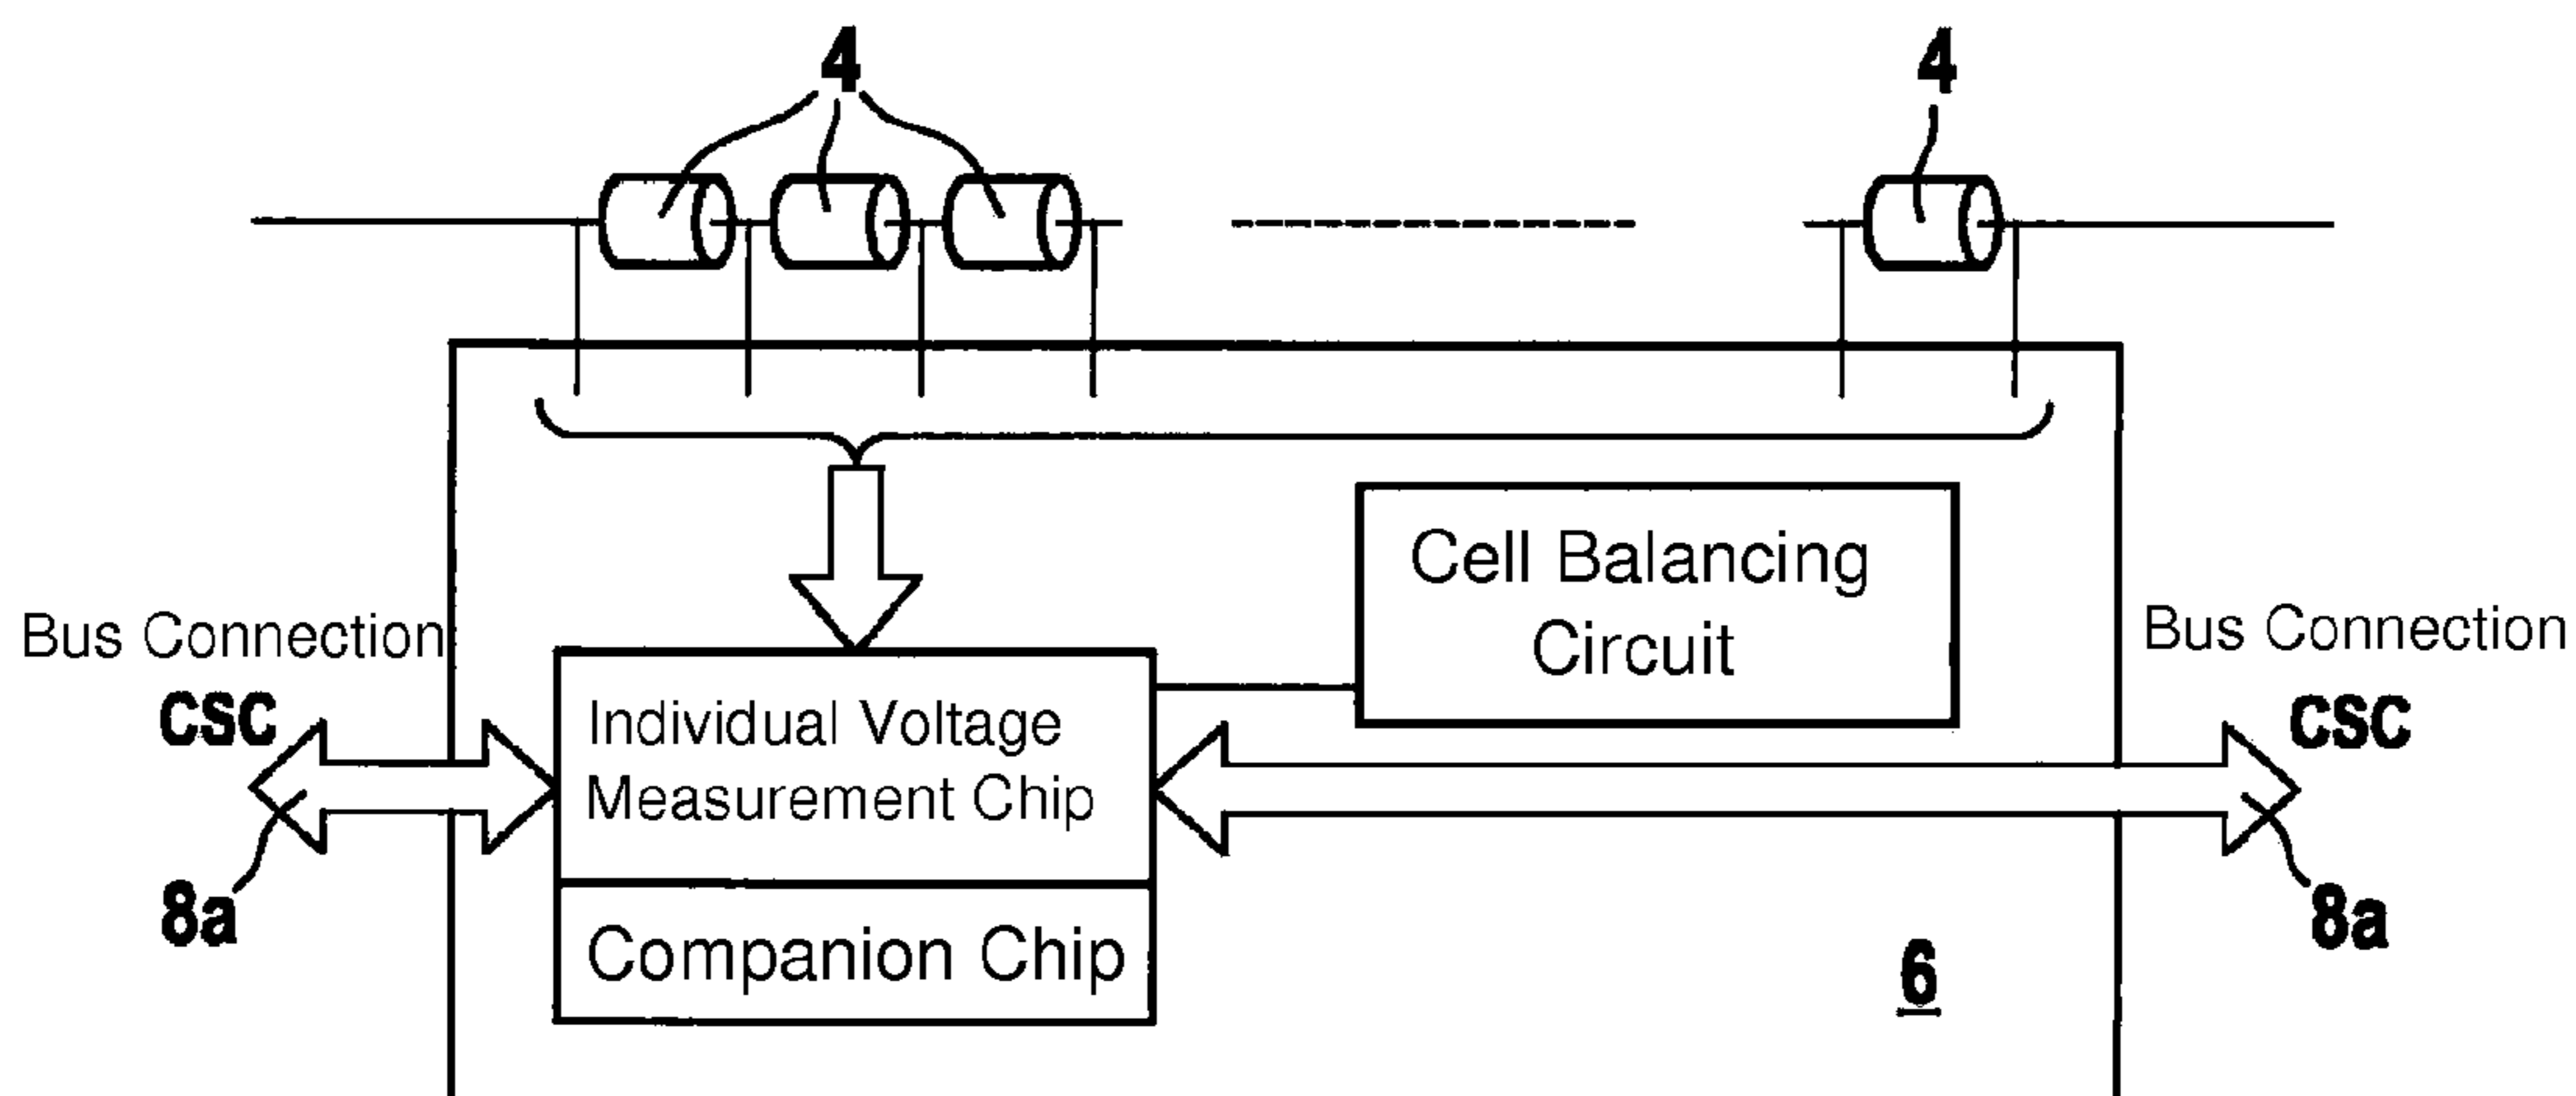 4
4
Cell Balancing
Circuit
Bus Connection
CSC
Bus Connection
CSC
Individual Voltage
Measurement Chip
8a
8a
Companion Chip
6